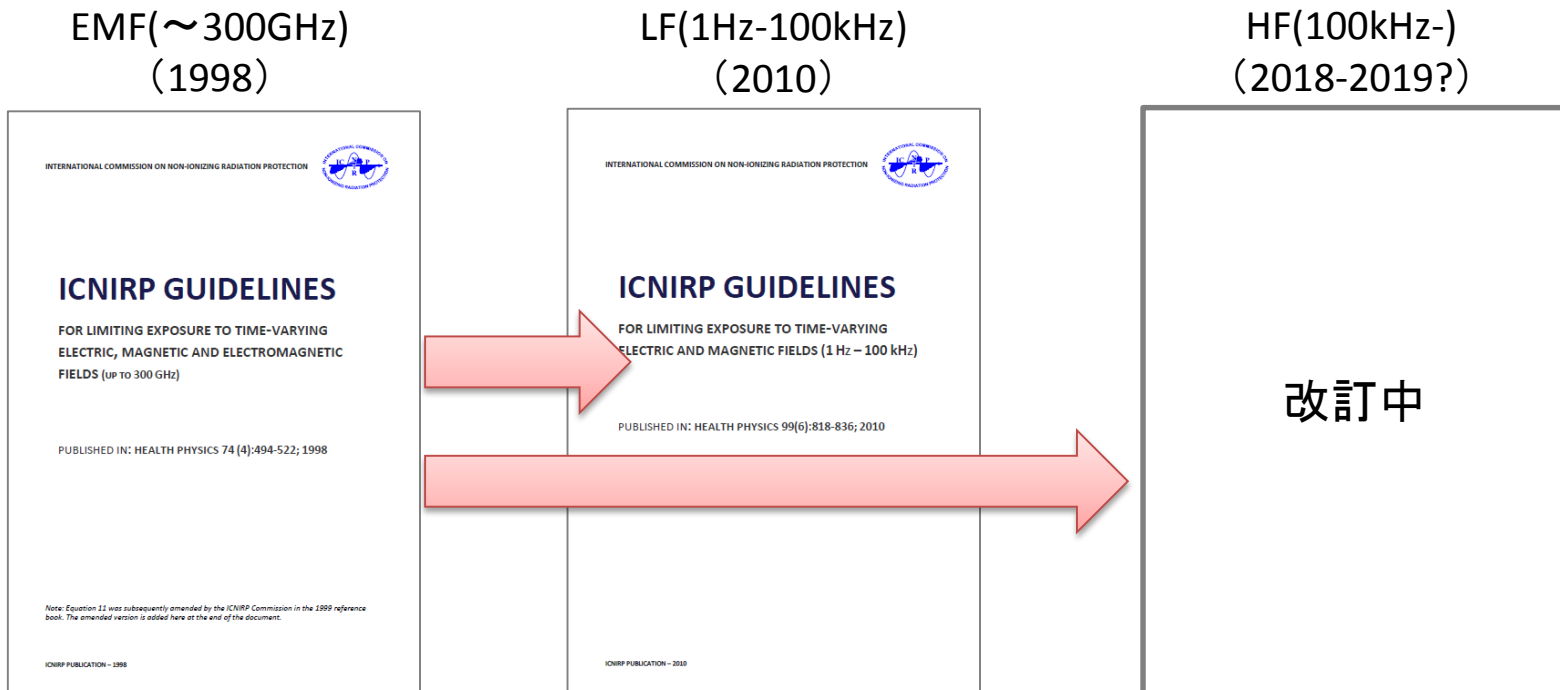 EMF(～300GHz)
（1998）
INTERNATIONAL COMMISSION ON NON-IONIZING RADIATION PROTECTION
ICNIRP GUIDELINES
FOR LIMITING EXPOSURE TO TIME-VARYING
ELECTRIC, MAGNETIC AND ELECTROMAGNETIC
FIELDS (UP TO 300 GHz)
PUBLISHED IN: HEALTH PHYSICS 74 (4):494-522; 1998
Note: Equation 11 was subsequently amended by the ICNIRP Commission in the 1999 reference
book. The amended version is added here at the end of the document.
ICNIRP PUBLICATION – 1998
LF(1Hz-100kHz)
（2010）
INTERNATIONAL COMMISSION ON NON-IONIZING RADIATION PROTECTION
ICNIRP GUIDELINES
FOR LIMITING EXPOSURE TO TIME-VARYING
ELECTRIC AND MAGNETIC FIELDS (1 Hz – 100 kHz)
PUBLISHED IN: HEALTH PHYSICS 99(6):818-836; 2010
ICNIRP PUBLICATION – 2010
HF(100kHz-)
（2018-2019?）
改訂中